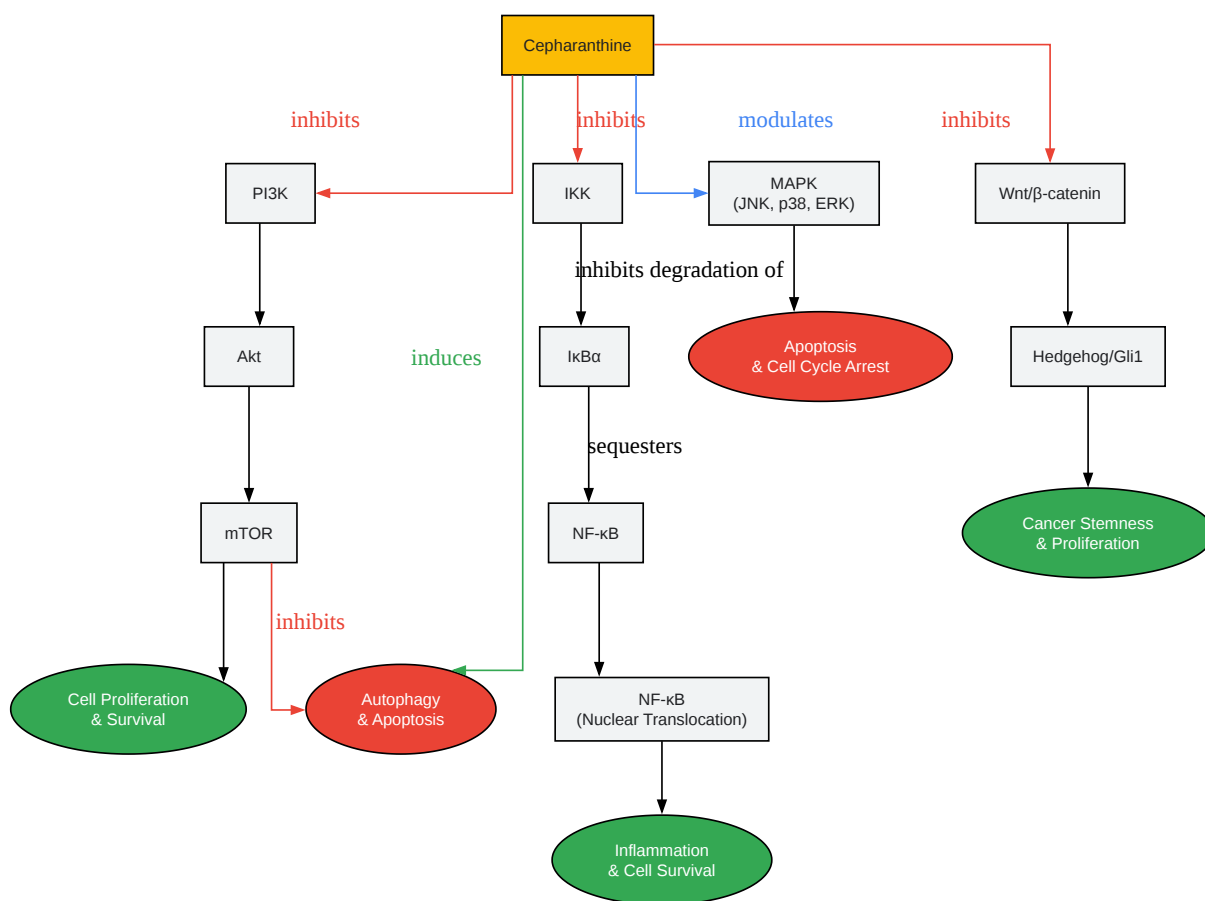 Cepharanthine
inhibits
inhibits
modulates
inhibits
PI3K
IKK
MAPK
(JNK, p38, ERK)
Wnt/β-catenin
inhibits degradation of
Akt
induces
IκBα
Apoptosis
& Cell Cycle Arrest
Hedgehog/Gli1
sequesters
mTOR
NF-κB
Cancer Stemness
& Proliferation
inhibits
Cell Proliferation
& Survival
Autophagy
& Apoptosis
NF-κB
(Nuclear Translocation)
Inflammation
& Cell Survival